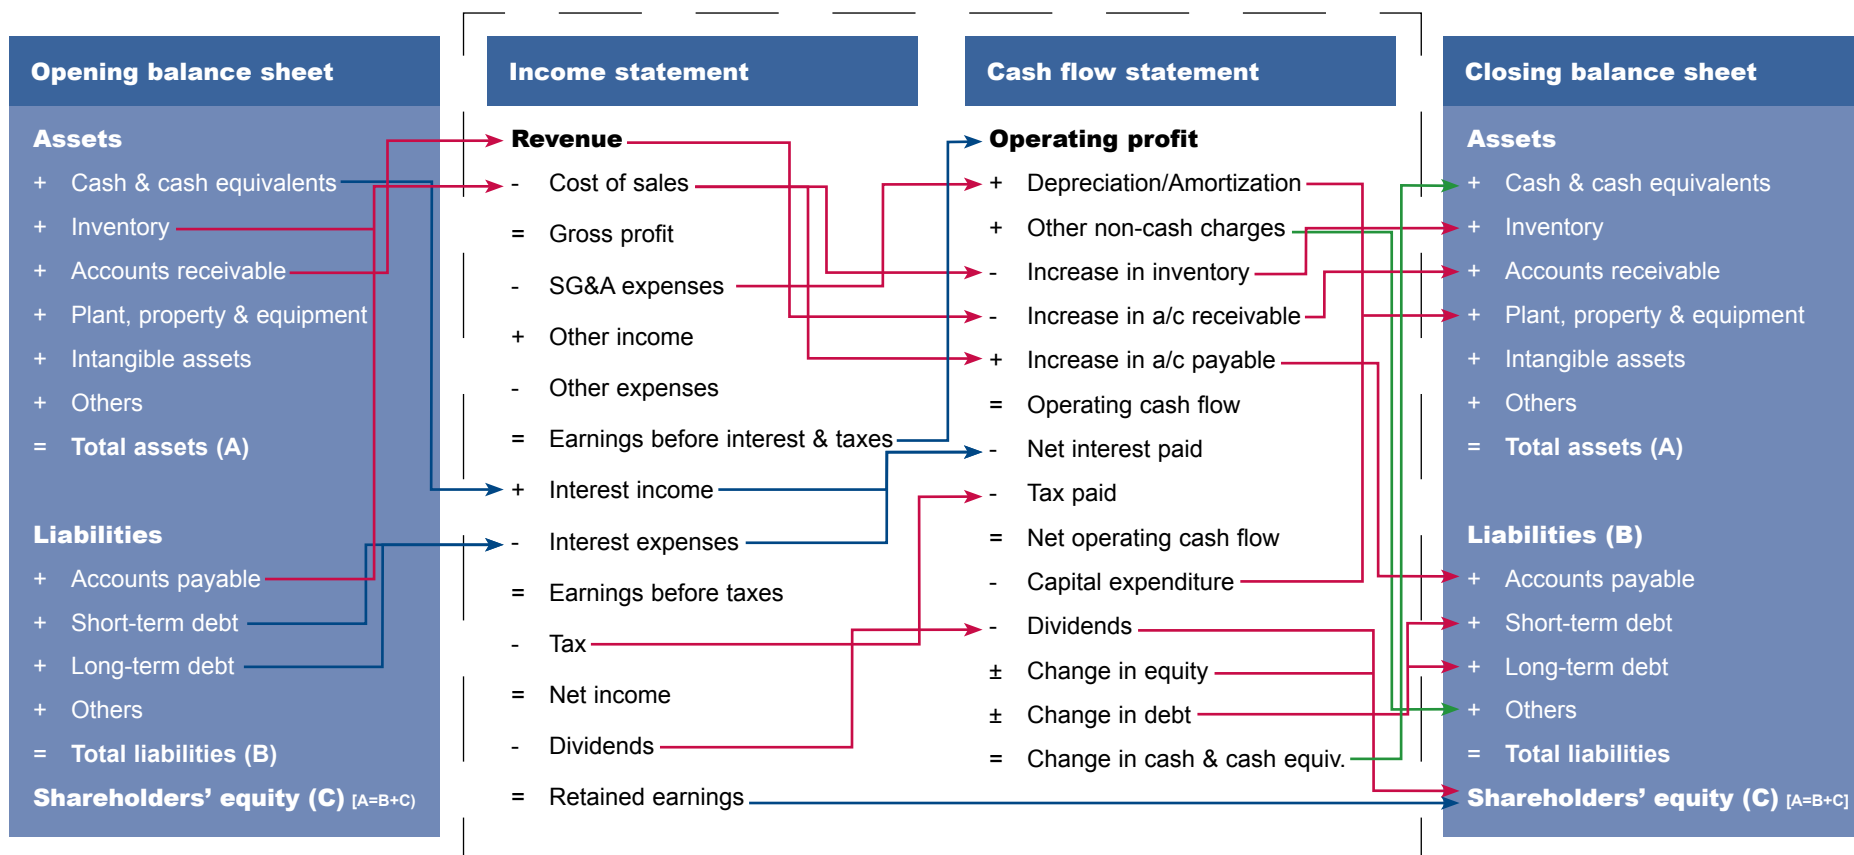 Opening balance sheet
Assets
+ Cash & cash equivalents
+ Inventory
+ Accounts receivable
+ Plant, property & equipment
+ Intangible assets
+ Others
= Total assets (A)
Liabilities
+ Accounts payable
+ Short-term debt
+ Long-term debt
+ Others
= Total liabilities (B)
Shareholders’ equity (C) [A=B+C)
Income statement
Revenue
- Cost of sales
= Gross profit
- SG&A expenses
+ Other income
- Other expenses
= Earnings before interest & taxes
+ Interest income
- Interest expenses
= Earnings before taxes
- Tax
= Net income
- Dividends
= Retained earnings
Cash flow statement
Operating profit
+ Depreciation/Amortization
+ Other non-cash charges
- Increase in inventory
- Increase in a/c receivable
+ Increase in a/c payable
= Operating cash flow
- Net interest paid
- Tax paid
= Net operating cash flow
- Capital expenditure
- Dividends
± Change in equity
± Change in debt
= Change in cash & cash equiv.
Closing balance sheet
Assets
+ Cash & cash equivalents
+ Inventory
+ Accounts receivable
+ Plant, property & equipment
+ Intangible assets
+ Others
= Total assets (A)
Liabilities (B)
+ Accounts payable
+ Short-term debt
+ Long-term debt
+ Others
= Total liabilities
Shareholders’ equity (C) [A=B+C]